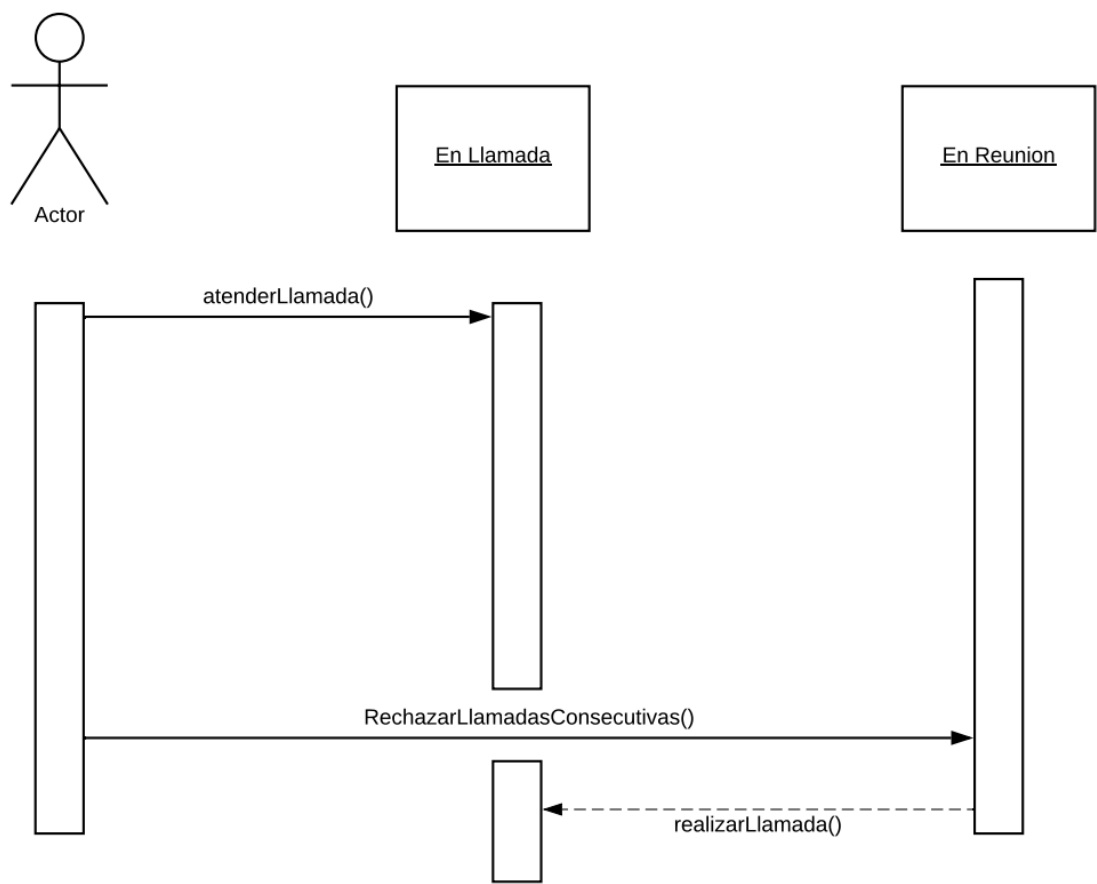 En Llamada
En Reunion
Actor
atenderLlamada()
RechazarLlamadasConsecutivas()
realizarLlamada()